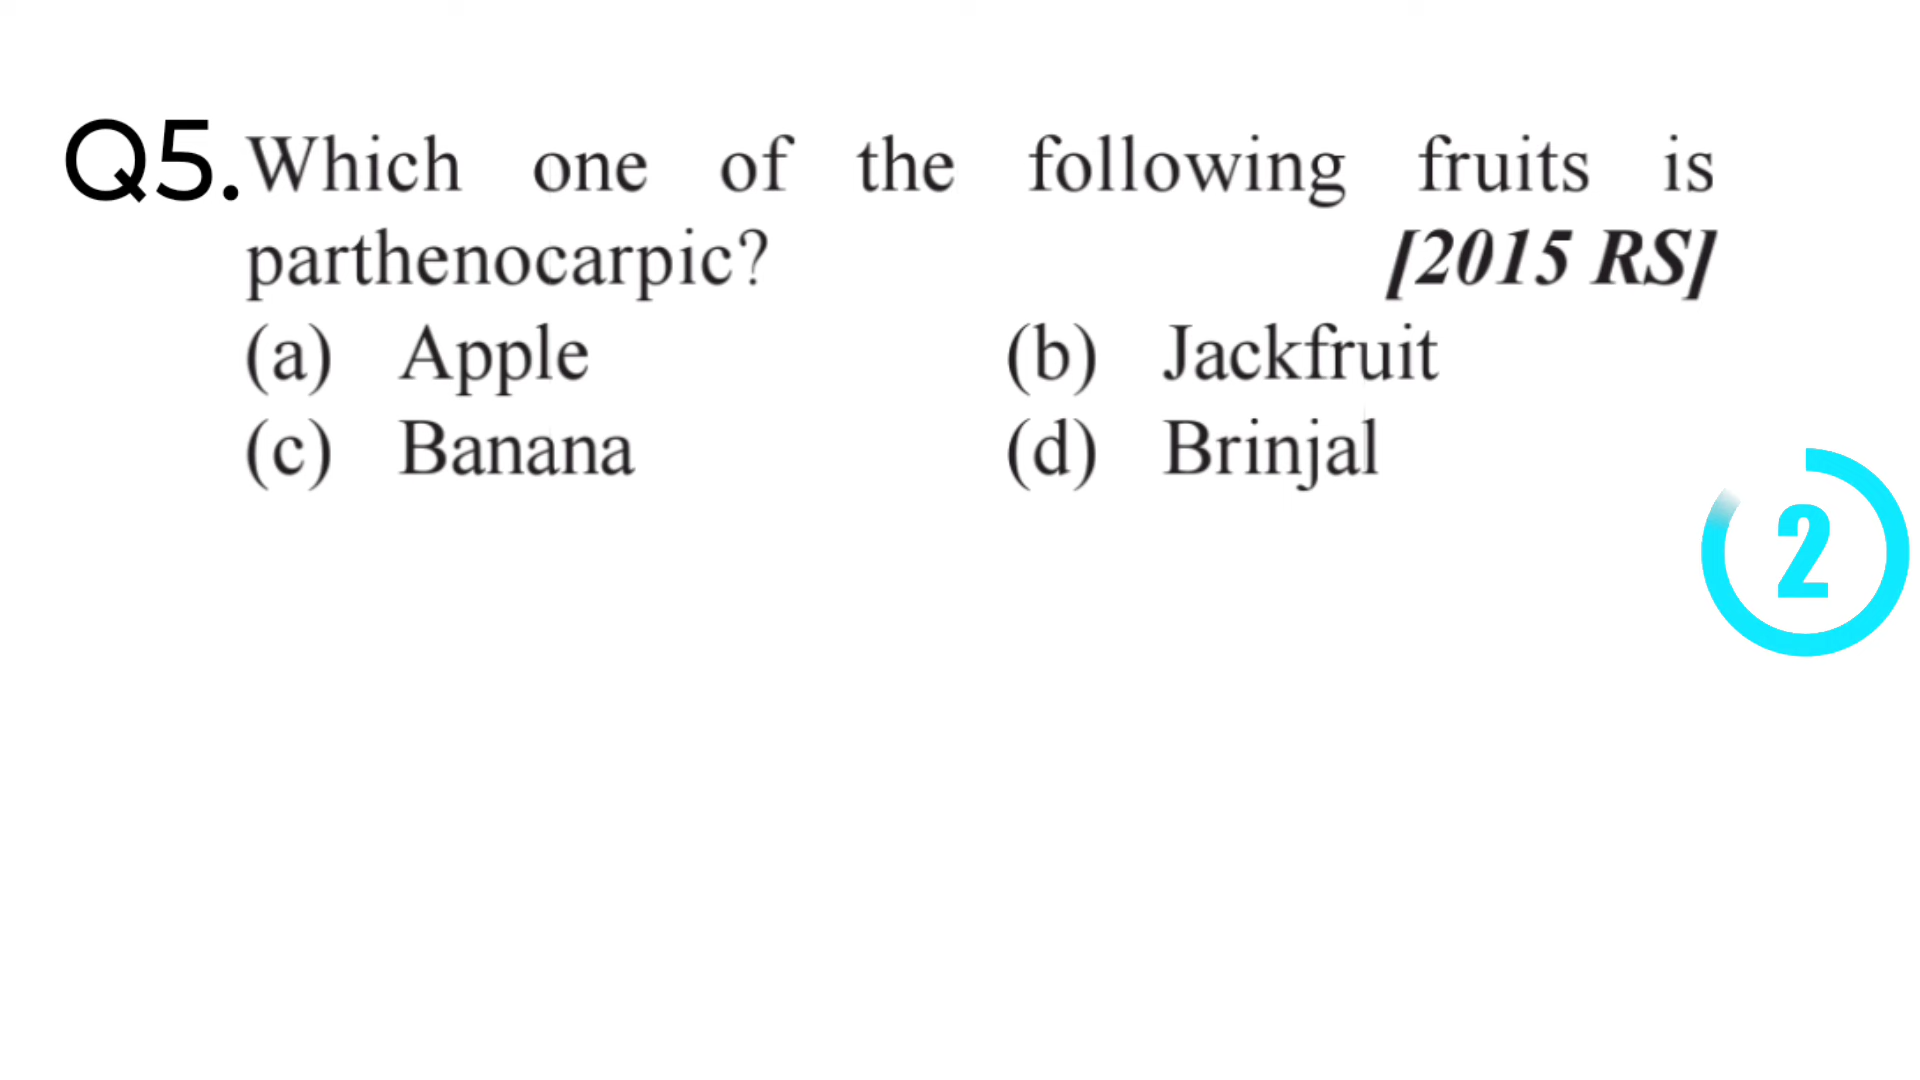 Q5. Which one of the following fruits is
parthenocarpic? [2015 RS]
(a) Apple (b) Jackfruit
(c) Banana (d) Brinjal
2